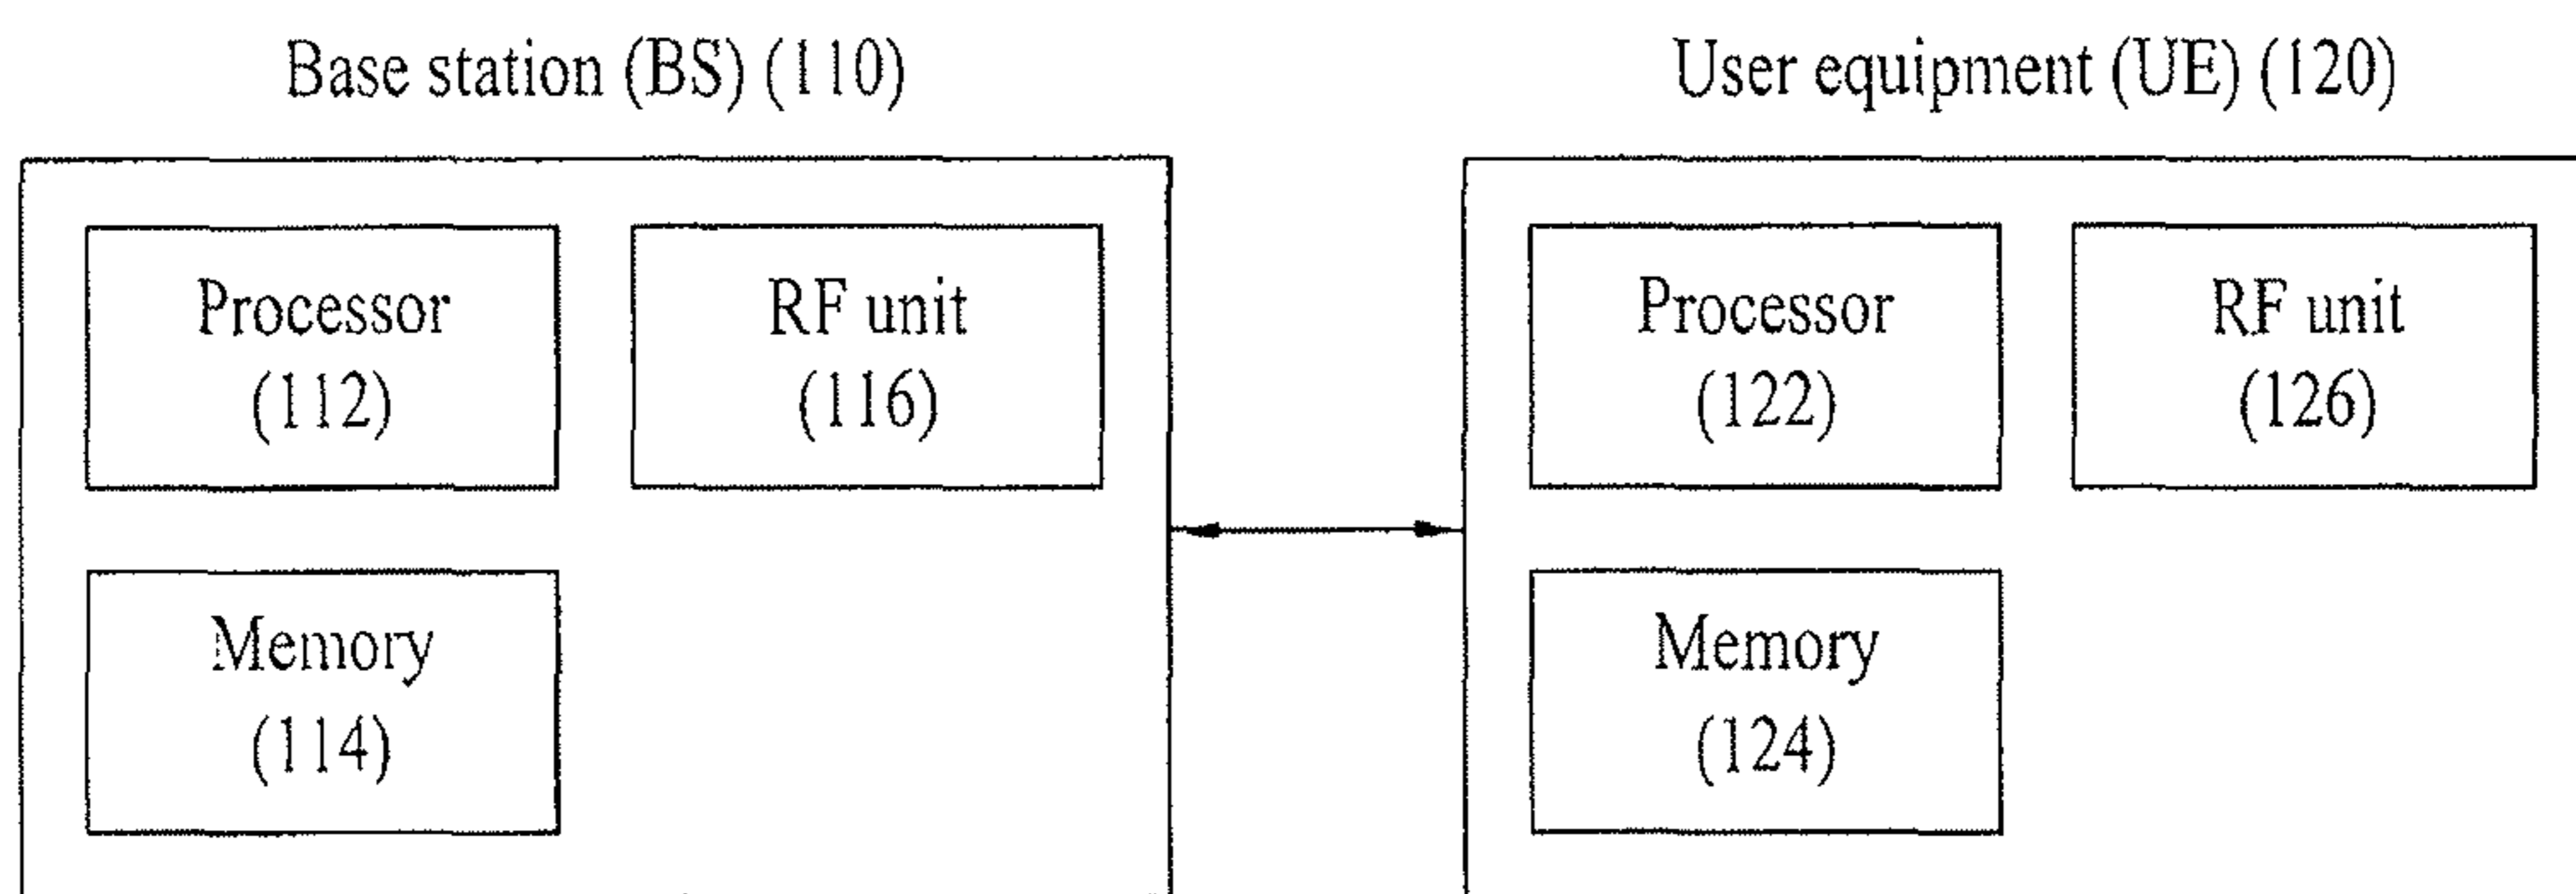 Base station (BS) (110)
User equipment (UE) (120)
Processor
(112)
RF unit
(116)
Memory
(114)
Processor
(122)
RF unit
(126)
Memory
(124)